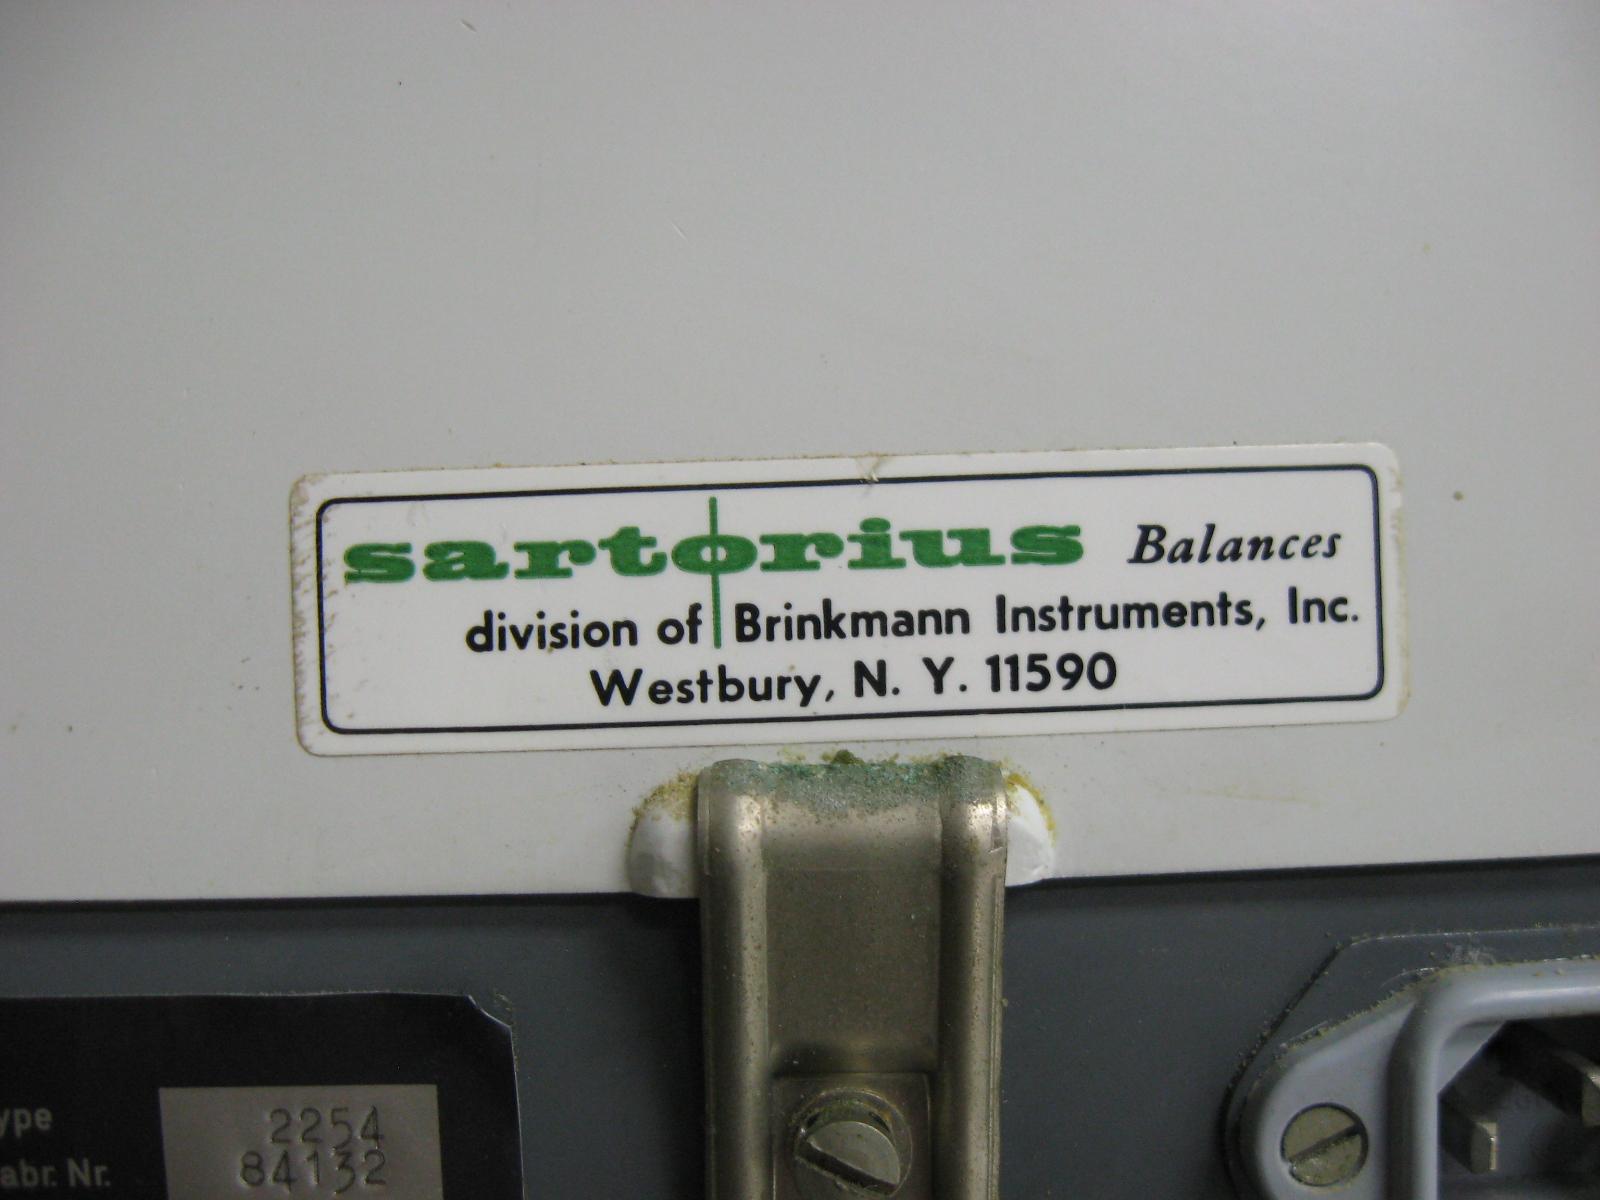 sartorius Balances
division of Brinkmann Instruments, Inc.
Westbury, N. Y. 11590
ype 2254
abr. Nr. 84132